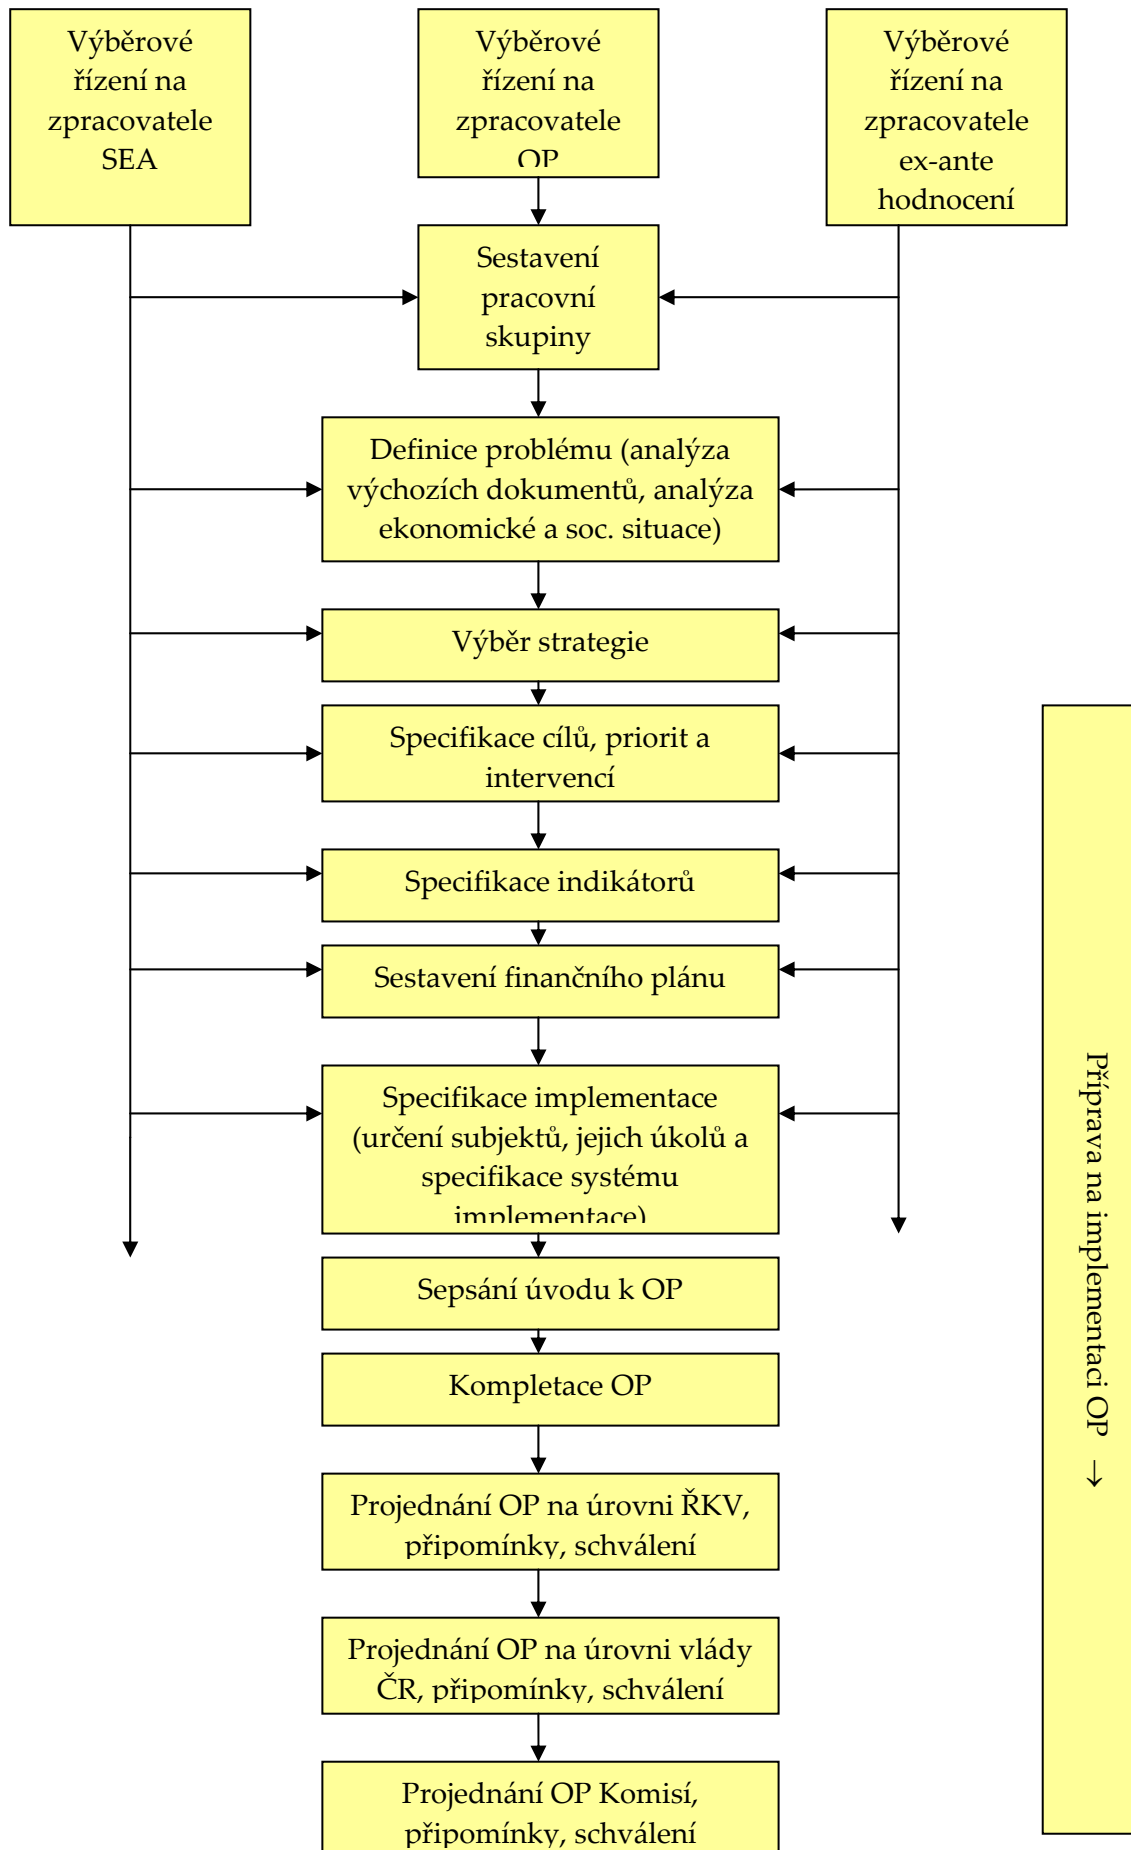 Výběrové
řízení na
zpracovatele
SEA
Výběrové
řízení na
zpracovatele
OP
Výběrové
řízení na
zpracovatele
ex-ante
hodnocení
Sestavení
pracovní
skupiny
Definice problému (analýza
výchozích dokumentů, analýza
ekonomické a soc. situace)
Výběr strategie
Specifikace cílů, priorit a
intervencí
Specifikace indikátorů
Sestavení finančního plánu
Specifikace implementace
(určení subjektů, jejich úkolů a
specifikace systému
implementace)
Sepsání úvodu k OP
Kompletace OP
Projednání OP na úrovni ŘKV,
připomínky, schválení
Projednání OP na úrovni vlády
ČR, připomínky, schválení
Projednání OP Komisí,
připomínky, schválení
Příprava na implementaci OP →